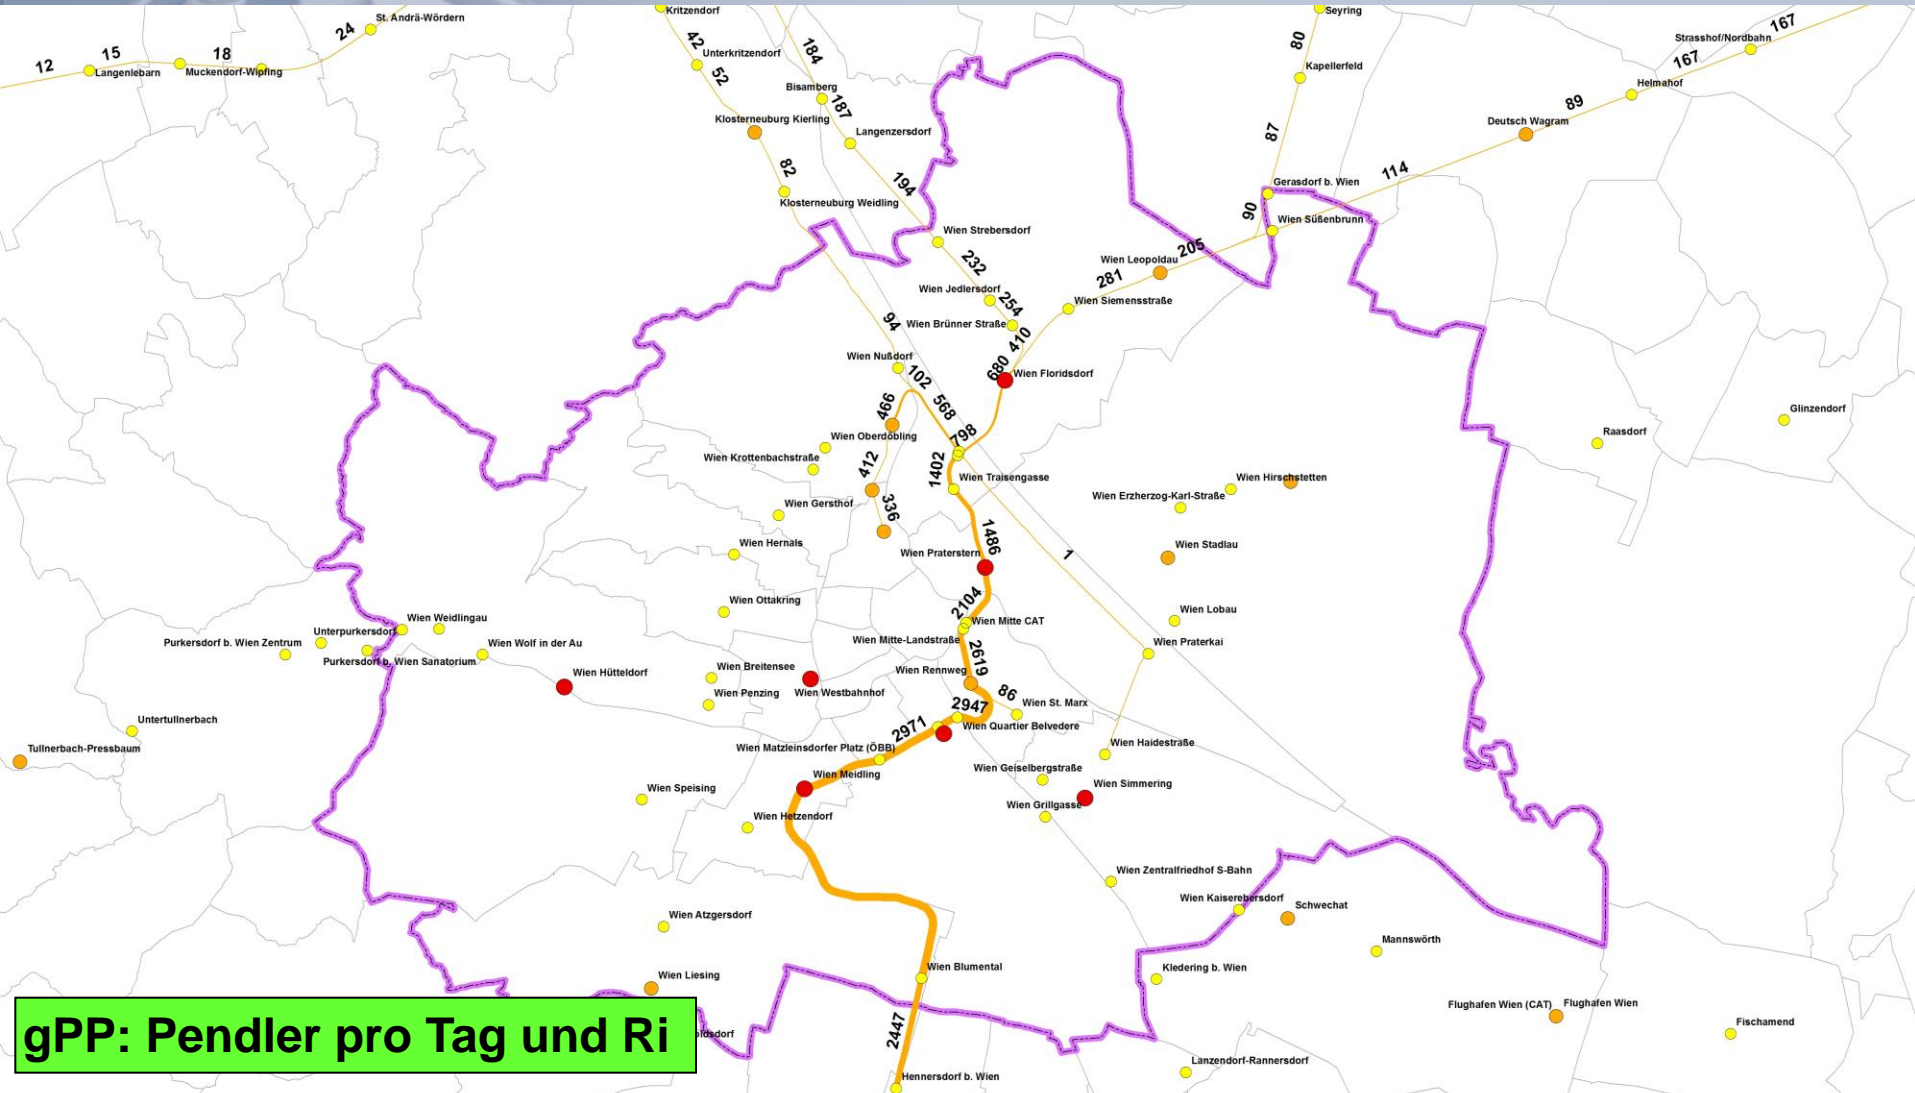 Kritzendorf
Seyring
St. Andrä-Wördern
24
167
42
184
80
Strasshof/Nordbahn
15
18
12
Unterkritzendorf
167
Langenlebarn
Muckendorf-Wipfing
52
Kapellerfeld
Helmahof
Bisamberg
187
89
Klosterneuburg Kierling
Langenzersdorf
87
Deutsch Wagram
82
194
114
Gerasdorf b. Wien
Klosterneuburg Weidling
90
Wien Süßenbrunn
Wien Strebersdorf
205
232
Wien Leopoldau
281
Wien Jedlersdorf
254
Wien Siemensstraße
94
Wien Brünner Straße
410
Wien Nußdorf
680
Wien Floridsdorf
102
568
466
Glinzendorf
798
Wien Oberdöbling
Raasdorf
Wien Krottenbachstraße
412
1402
Wien Traisengasse
Wien Hirschstetten
Wien Erzherzog-Karl-Straße
Wien Gersthof
336
1486
Wien Hernals
Wien Praterstern
1
Wien Stadlau
Wien Ottakring
2104
Wien Lobau
Wien Weidlingau
Wien Mitte CAT
Unterpurkersdorf
Purkersdorf b. Wien Zentrum
Wien Wolf in der Au
Wien Mitte-Landstraße
Wien Praterkai
Purkersdorf b. Wien Sanatorium
2619
Wien Hütteldorf
Wien Breitensee
Wien Rennweg
Wien Penzing
Wien Westbahnhof
86
2947
Wien St. Marx
Untertullnerbach
2971
Wien Quartier Belvedere
Tullnerbach-Pressbaum
Wien Matzleinsdorfer Platz (ÖBB)
Wien Haidestraße
Wien Meidling
Wien Geiselbergstraße
Wien Speising
Wien Simmering
Wien Hetzendorf
Wien Grillgasse
Wien Zentralfriedhof S-Bahn
Wien Kaiserebersdorf
Wien Atzgersdorf
Schwechat
Mannswörth
Wien Liesing
Wien Blumental
Kledering b. Wien
Flughafen Wien (CAT)
Flughafen Wien
gPP: Pendler pro Tag und Ri
oldsdorf
2447
Fischamend
Lanzendorf-Rannersdorf
Hennersdorf b. Wien